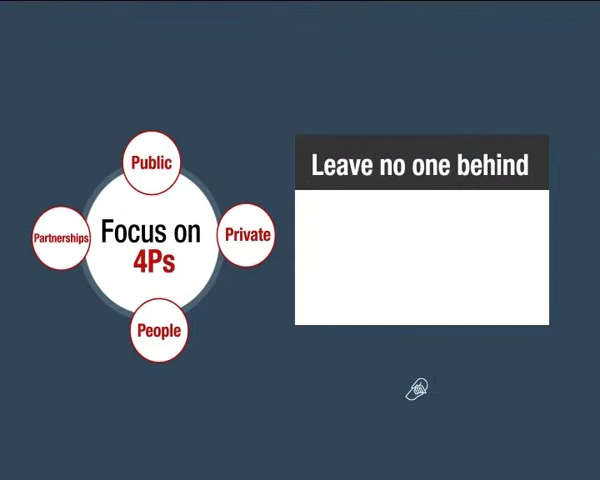 Public
Partnerships
Focus on
4Ps
Private
People
Leave no one behind